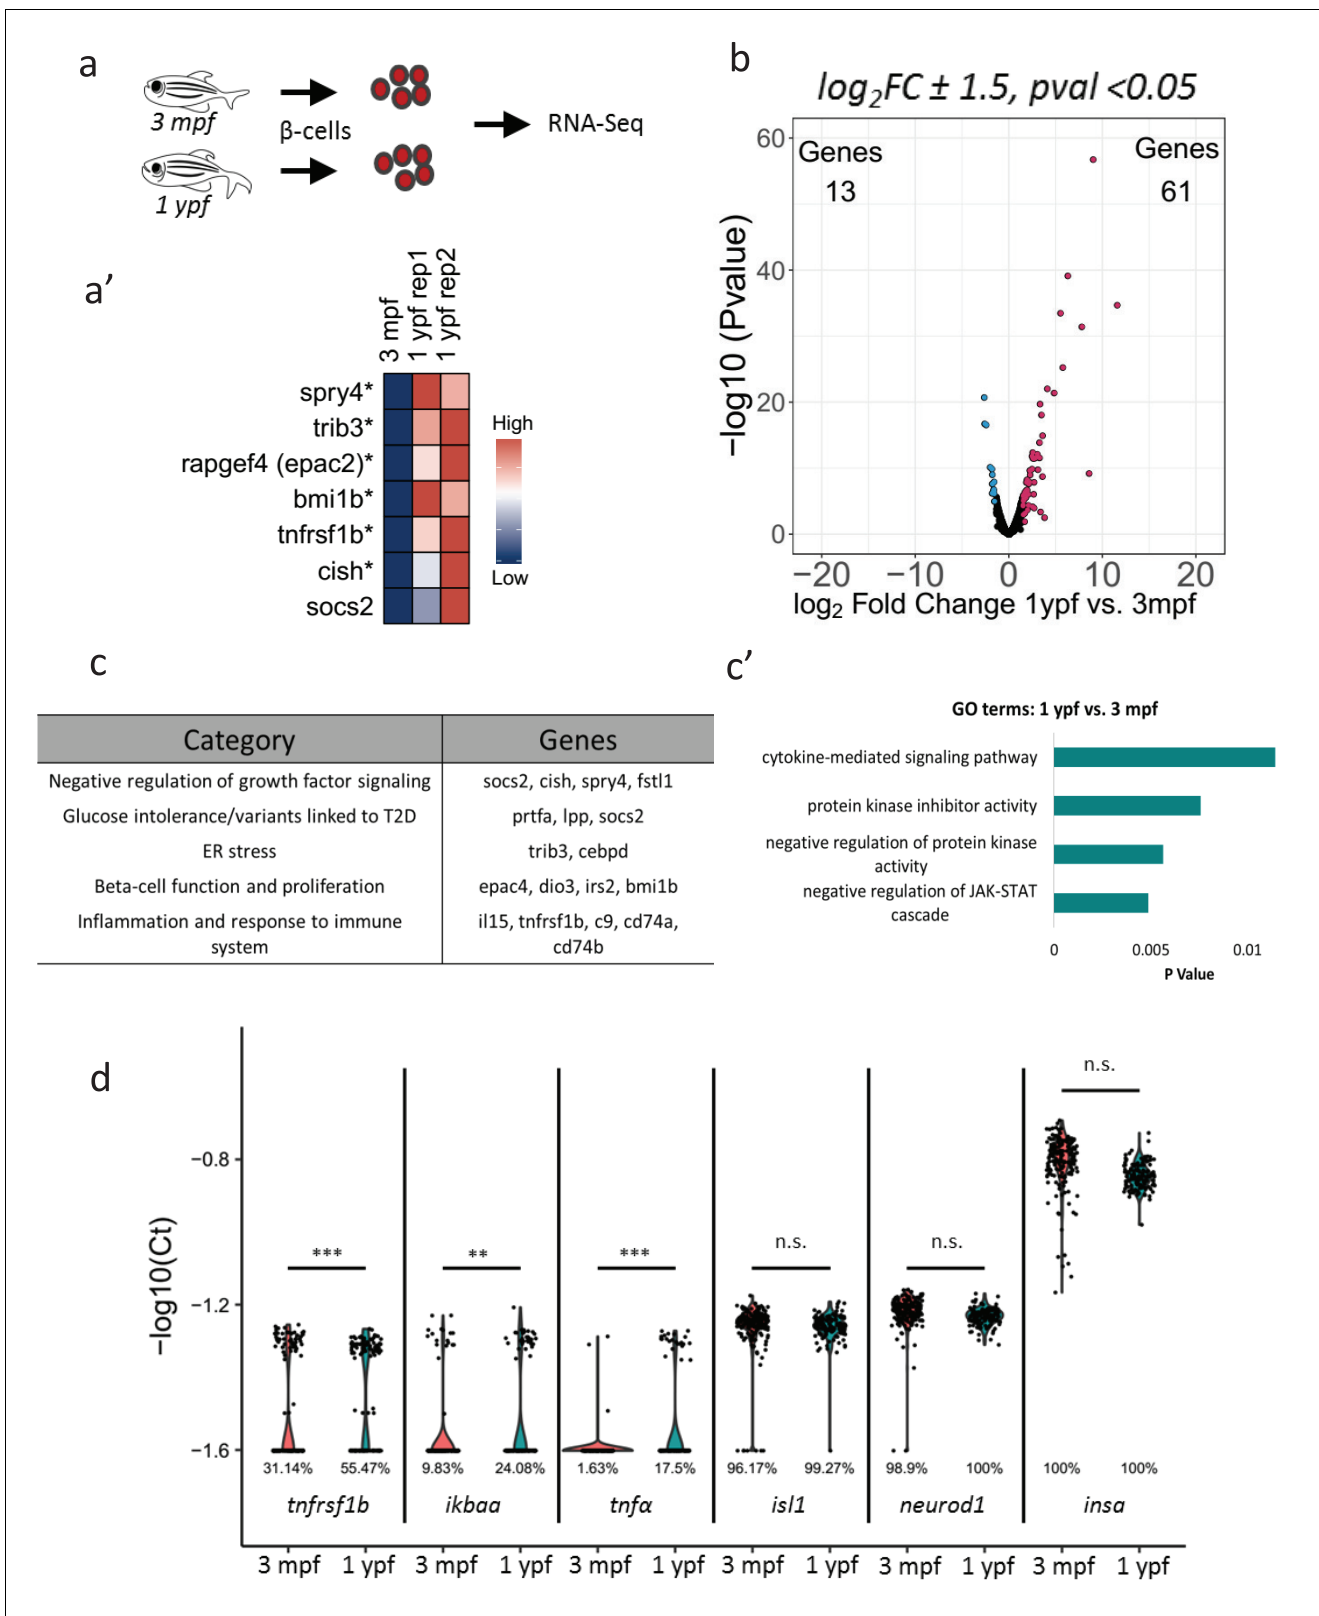 a
3 mpf
1 ypf
β-cells
RNA-Seq
a′
3 mpf
1 ypf rep1
1 ypf rep2
spry4*
trib3*
rapgef4 (epac2)*
bmi1b*
tnfrsf1b*
cish*
socs2
High
Low
b
log2FC ± 1.5, pval <0.05
Genes
13
Genes
61
−log10 (Pvalue)
60
40
20
0
−20 −10 0 10 20
log2 Fold Change 1ypf vs. 3mpf
c
Category Genes
Negative regulation of growth factor signaling socs2, cish, spry4, fstl1
Glucose intolerance/variants linked to T2D prtfa, lpp, socs2
ER stress trib3, cebpd
Beta-cell function and proliferation epac4, dio3, irs2, bmi1b
Inflammation and response to immune il15, tnfrsf1b, c9, cd74a,
system cd74b
c′
GO terms: 1 ypf vs. 3 mpf
cytokine-mediated signaling pathway
protein kinase inhibitor activity
negative regulation of protein kinase
activity
negative regulation of JAK-STAT
cascade
0 0.005 0.01
P Value
d
−log10(Ct)
−0.8
−1.2
−1.6
*** ** *** n.s. n.s. n.s.
31.14% 55.47% 9.83% 24.08% 1.63% 17.5% 96.17% 99.27% 98.9% 100% 100% 100%
tnfrsf1b ikbaa tnfα isl1 neurod1 insa
3 mpf 1 ypf 3 mpf 1 ypf 3 mpf 1 ypf 3 mpf 1 ypf 3 mpf 1 ypf 3 mpf 1 ypf